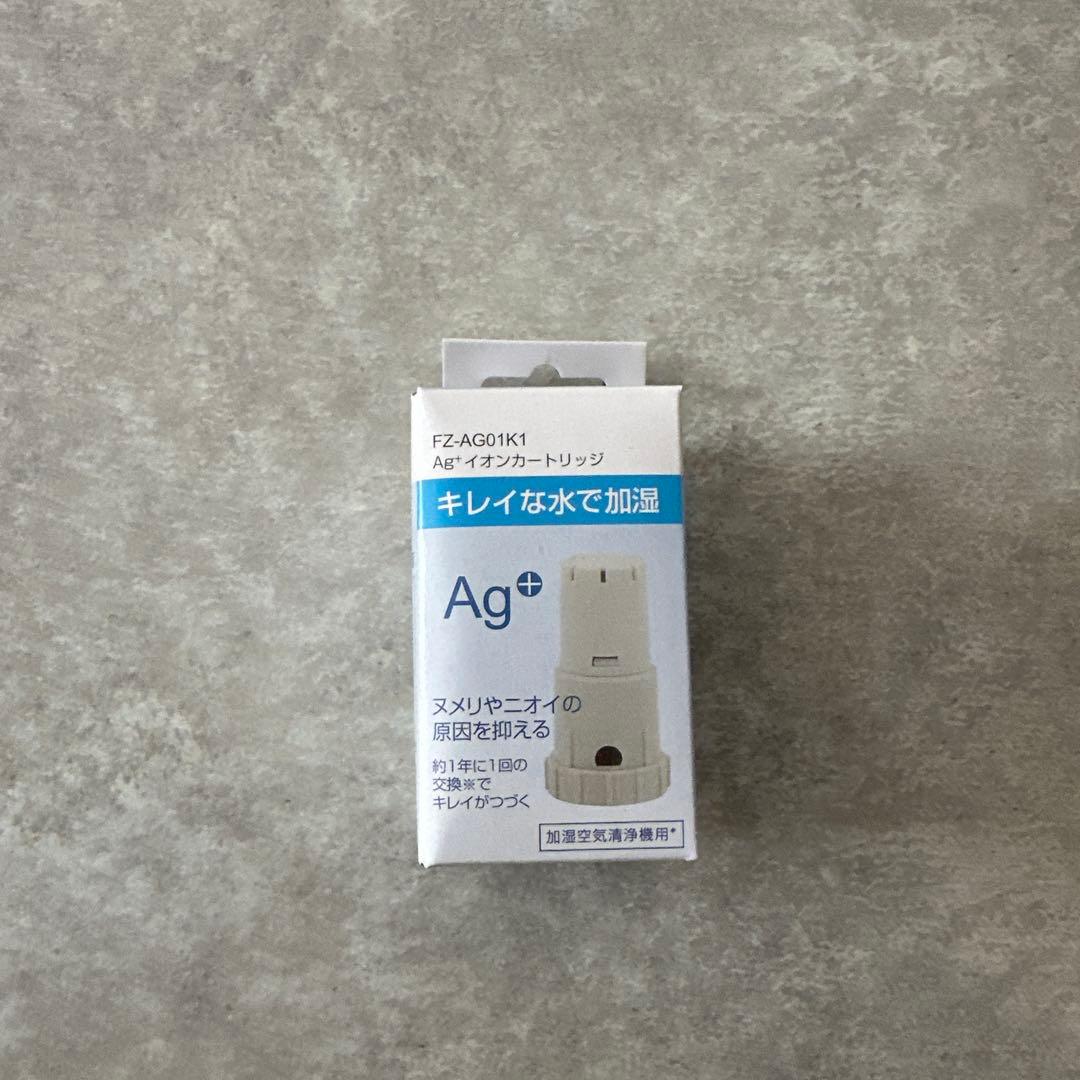 FZ-AG01K1
Ag⁺イオンカートリッジ
キレイな水で加湿
Ag⁺
ヌメリやニオイの
原因を抑える
約1年に1回の
交換※で
キレイがつづく
加湿空気清浄機用*